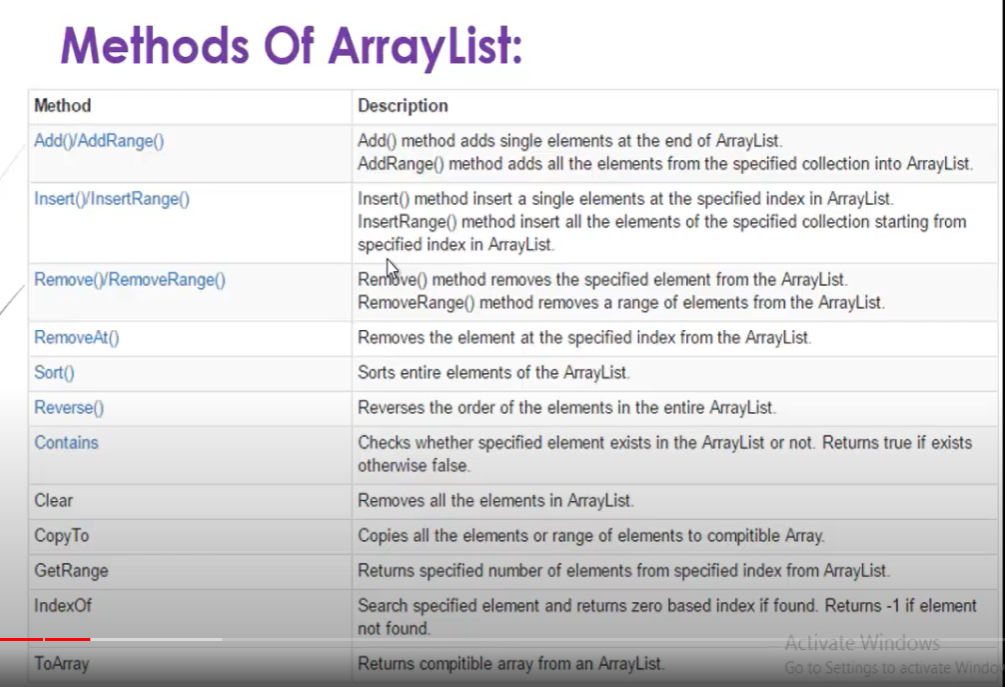 Methods Of ArrayList:
Method Description
Add()/AddRange() Add() method adds single elements at the end of ArrayList.
AddRange() method adds all the elements from the specified collection into ArrayList.
Insert()/InsertRange() Insert() method insert a single elements at the specified index in ArrayList.
InsertRange() method insert all the elements of the specified collection starting from
specified index in ArrayList.
Remove()/RemoveRange() Remove() method removes the specified element from the ArrayList.
RemoveRange() method removes a range of elements from the ArrayList.
RemoveAt() Removes the element at the specified index from the ArrayList.
Sort() Sorts entire elements of the ArrayList.
Reverse() Reverses the order of the elements in the entire ArrayList.
Contains Checks whether specified element exists in the ArrayList or not. Returns true if exists
otherwise false.
Clear Removes all the elements in ArrayList.
CopyTo Copies all the elements or range of elements to compitible Array.
GetRange Returns specified number of elements from specified index from ArrayList.
IndexOf Search specified element and returns zero based index if found. Returns -1 if element
not found.
ToArray Returns compitible array from an ArrayList.
Activate Windows
Go to Settings to activate Windo